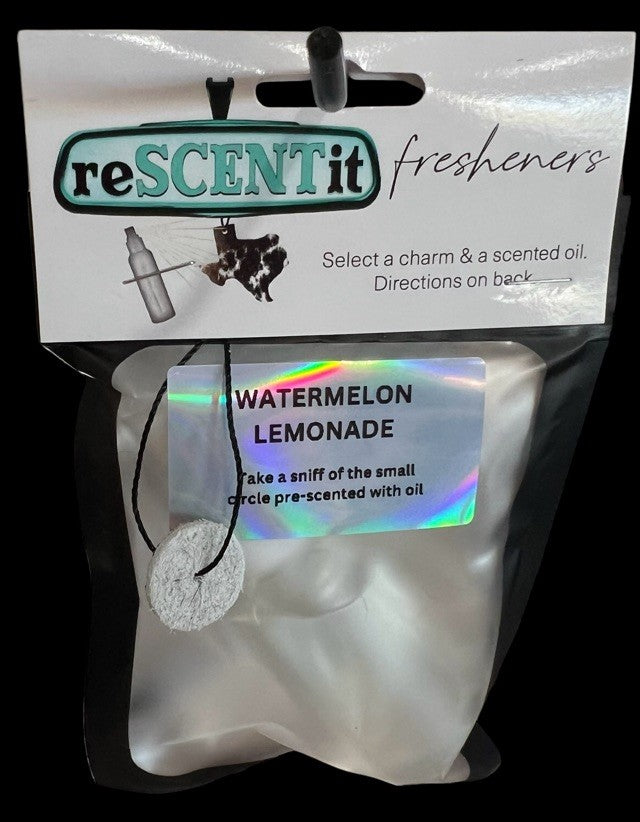 reSCENTit fresheners
Select a charm & a scented oil.
Directions on back
WATERMELON
LEMONADE
Take a sniff of the small
circle pre-scented with oil